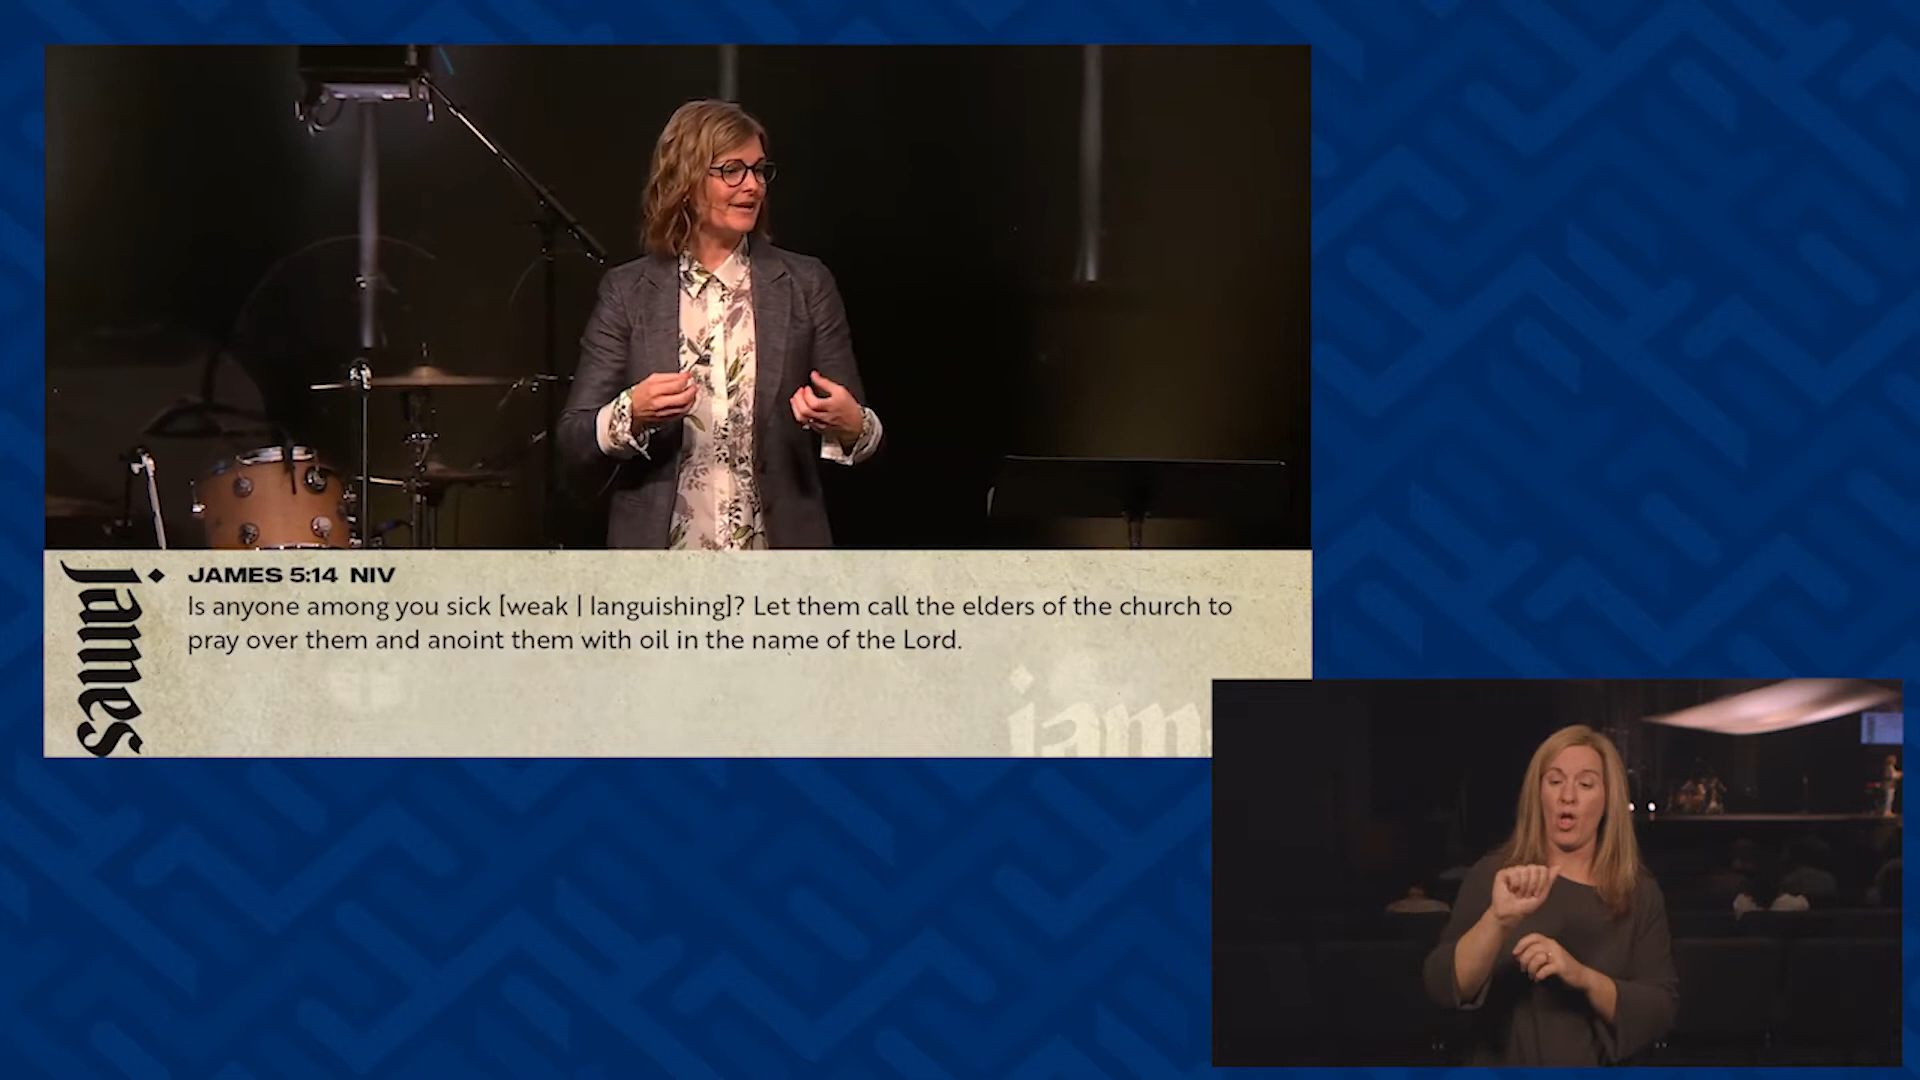 James
JAMES 5:14 NIV
Is anyone among you sick [weak | languishing]? Let them call the elders of the church to
pray over them and anoint them with oil in the name of the Lord.
jam